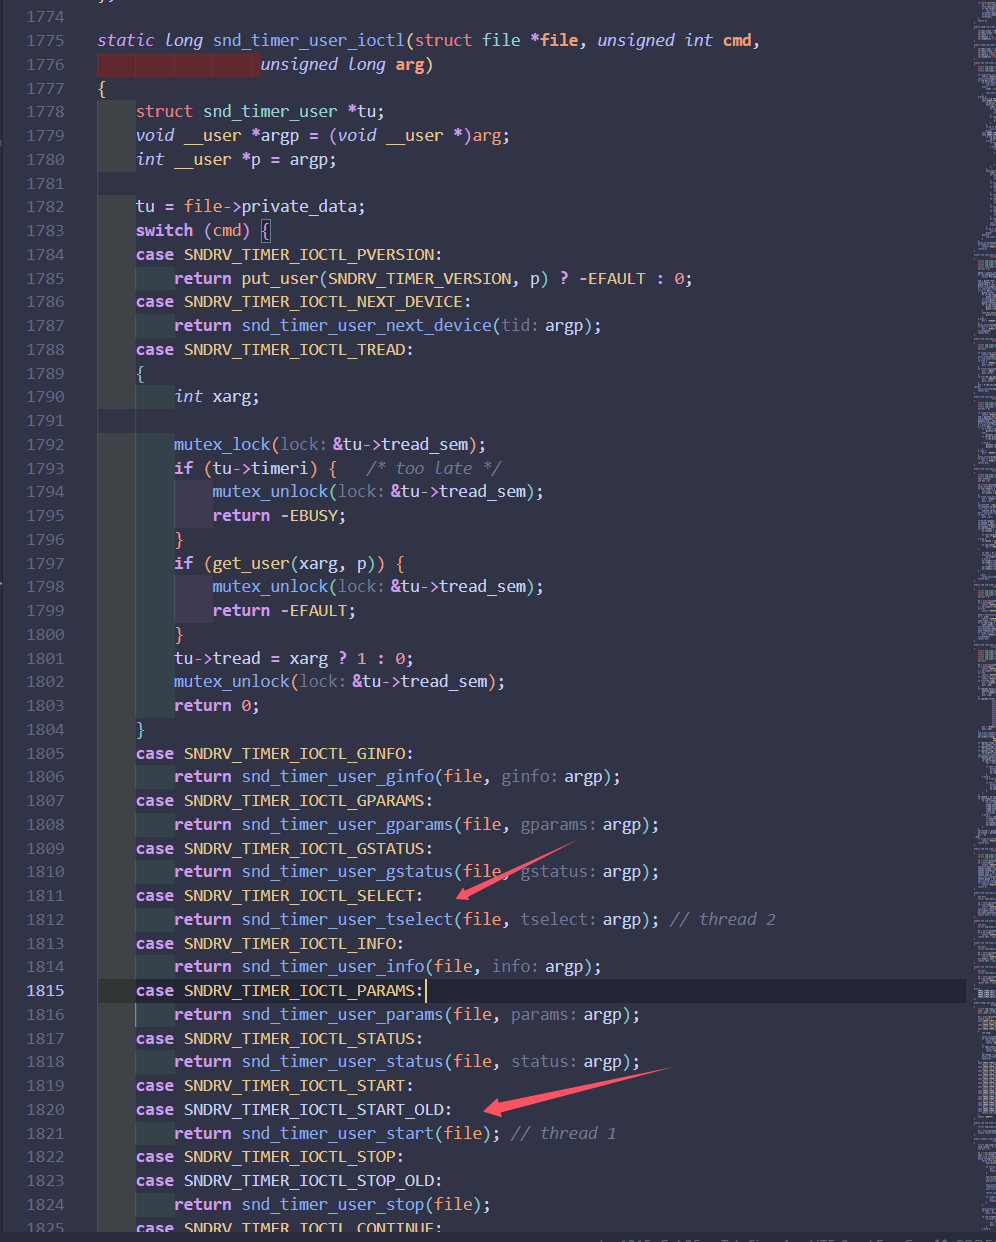 1774
1775 static long snd_timer_user_ioctl(struct file *file, unsigned int cmd,
1776 unsigned long arg)
1777 {
1778 struct snd_timer_user *tu;
1779 void __user *argp = (void __user *)arg;
1780 int __user *p = argp;
1781
1782 tu = file->private_data;
1783 switch (cmd) {
1784 case SNDRV_TIMER_IOCTL_PVERSION:
1785 return put_user(SNDRV_TIMER_VERSION, p) ? -EFAULT : 0;
1786 case SNDRV_TIMER_IOCTL_NEXT_DEVICE:
1787 return snd_timer_user_next_device(tid: argp);
1788 case SNDRV_TIMER_IOCTL_TREAD:
1789 {
1790 int xarg;
1791
1792 mutex_lock(lock: &tu->tread_sem);
1793 if (tu->timeri) { /* too late */
1794 mutex_unlock(lock: &tu->tread_sem);
1795 return -EBUSY;
1796 }
1797 if (get_user(xarg, p)) {
1798 mutex_unlock(lock: &tu->tread_sem);
1799 return -EFAULT;
1800 }
1801 tu->tread = xarg ? 1 : 0;
1802 mutex_unlock(lock: &tu->tread_sem);
1803 return 0;
1804 }
1805 case SNDRV_TIMER_IOCTL_GINFO:
1806 return snd_timer_user_ginfo(file, ginfo: argp);
1807 case SNDRV_TIMER_IOCTL_GPARAMS:
1808 return snd_timer_user_gparams(file, gparams: argp);
1809 case SNDRV_TIMER_IOCTL_GSTATUS:
1810 return snd_timer_user_gstatus(file, gstatus: argp);
1811 case SNDRV_TIMER_IOCTL_SELECT:
1812 return snd_timer_user_tselect(file, tselect: argp); // thread 2
1813 case SNDRV_TIMER_IOCTL_INFO:
1814 return snd_timer_user_info(file, info: argp);
1815 case SNDRV_TIMER_IOCTL_PARAMS:
1816 return snd_timer_user_params(file, params: argp);
1817 case SNDRV_TIMER_IOCTL_STATUS:
1818 return snd_timer_user_status(file, status: argp);
1819 case SNDRV_TIMER_IOCTL_START:
1820 case SNDRV_TIMER_IOCTL_START_OLD:
1821 return snd_timer_user_start(file); // thread 1
1822 case SNDRV_TIMER_IOCTL_STOP:
1823 case SNDRV_TIMER_IOCTL_STOP_OLD:
1824 return snd_timer_user_stop(file);
1825 case SNDRV_TIMER_IOCTL_CONTINUE: